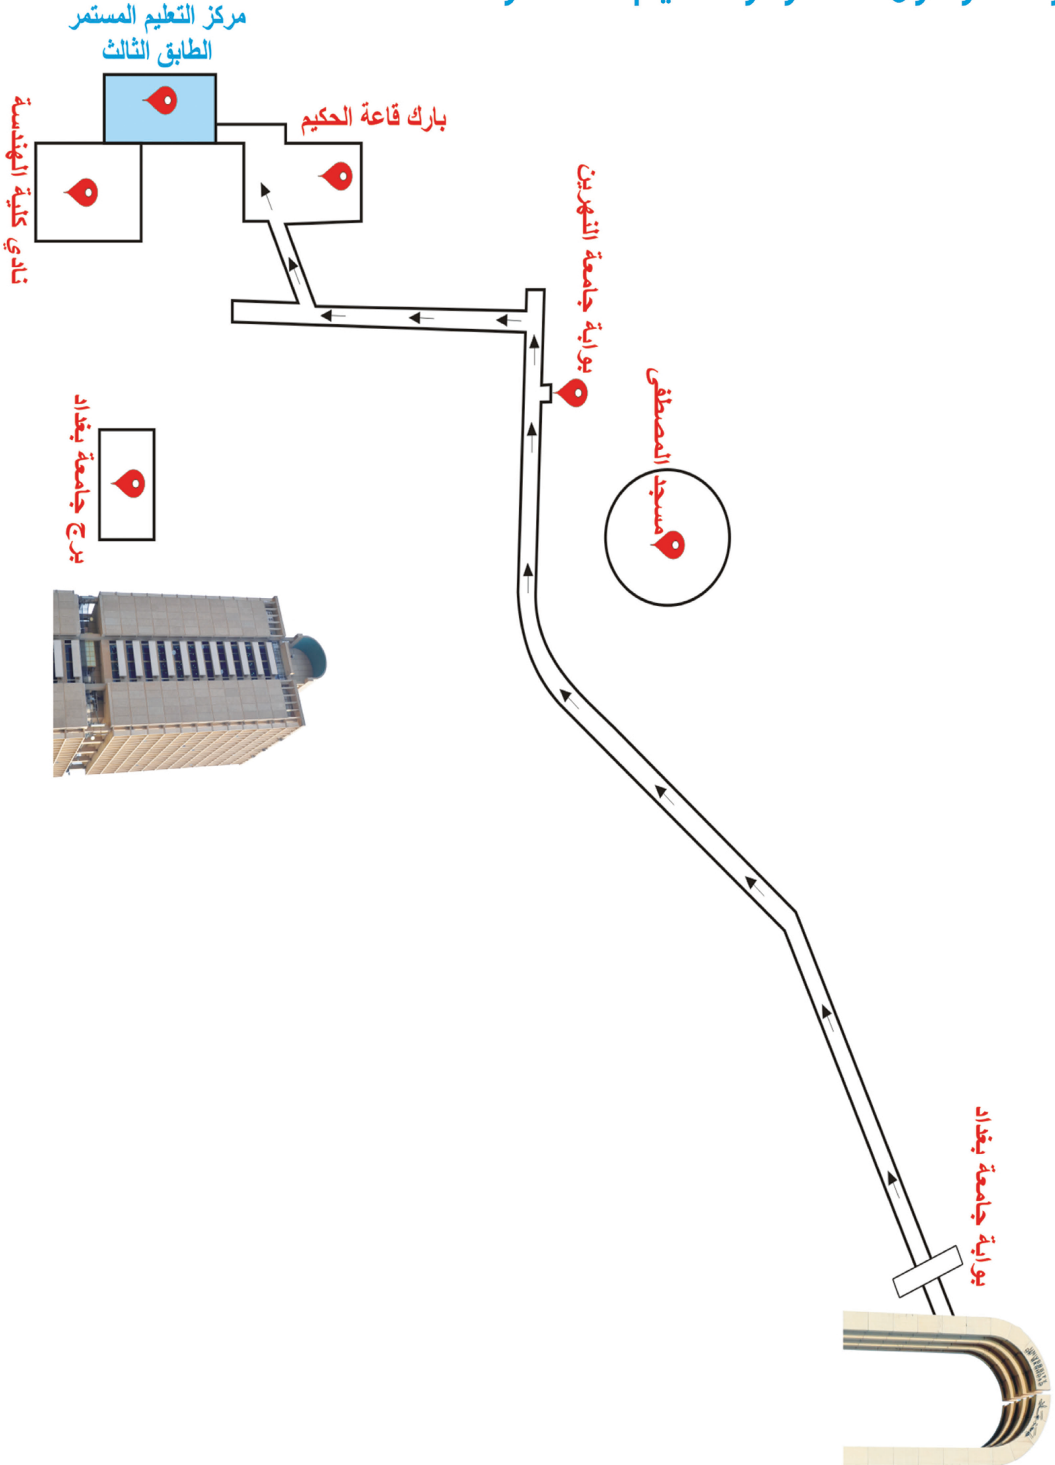 مركز التعليم المستمر
الطابق الثالث
بارك قاعة الحكيم
نادي كلية الهندسة
بوابة جامعة النهرين
مسجد المصطفى
برج جامعة بغداد
بوابة جامعة بغداد